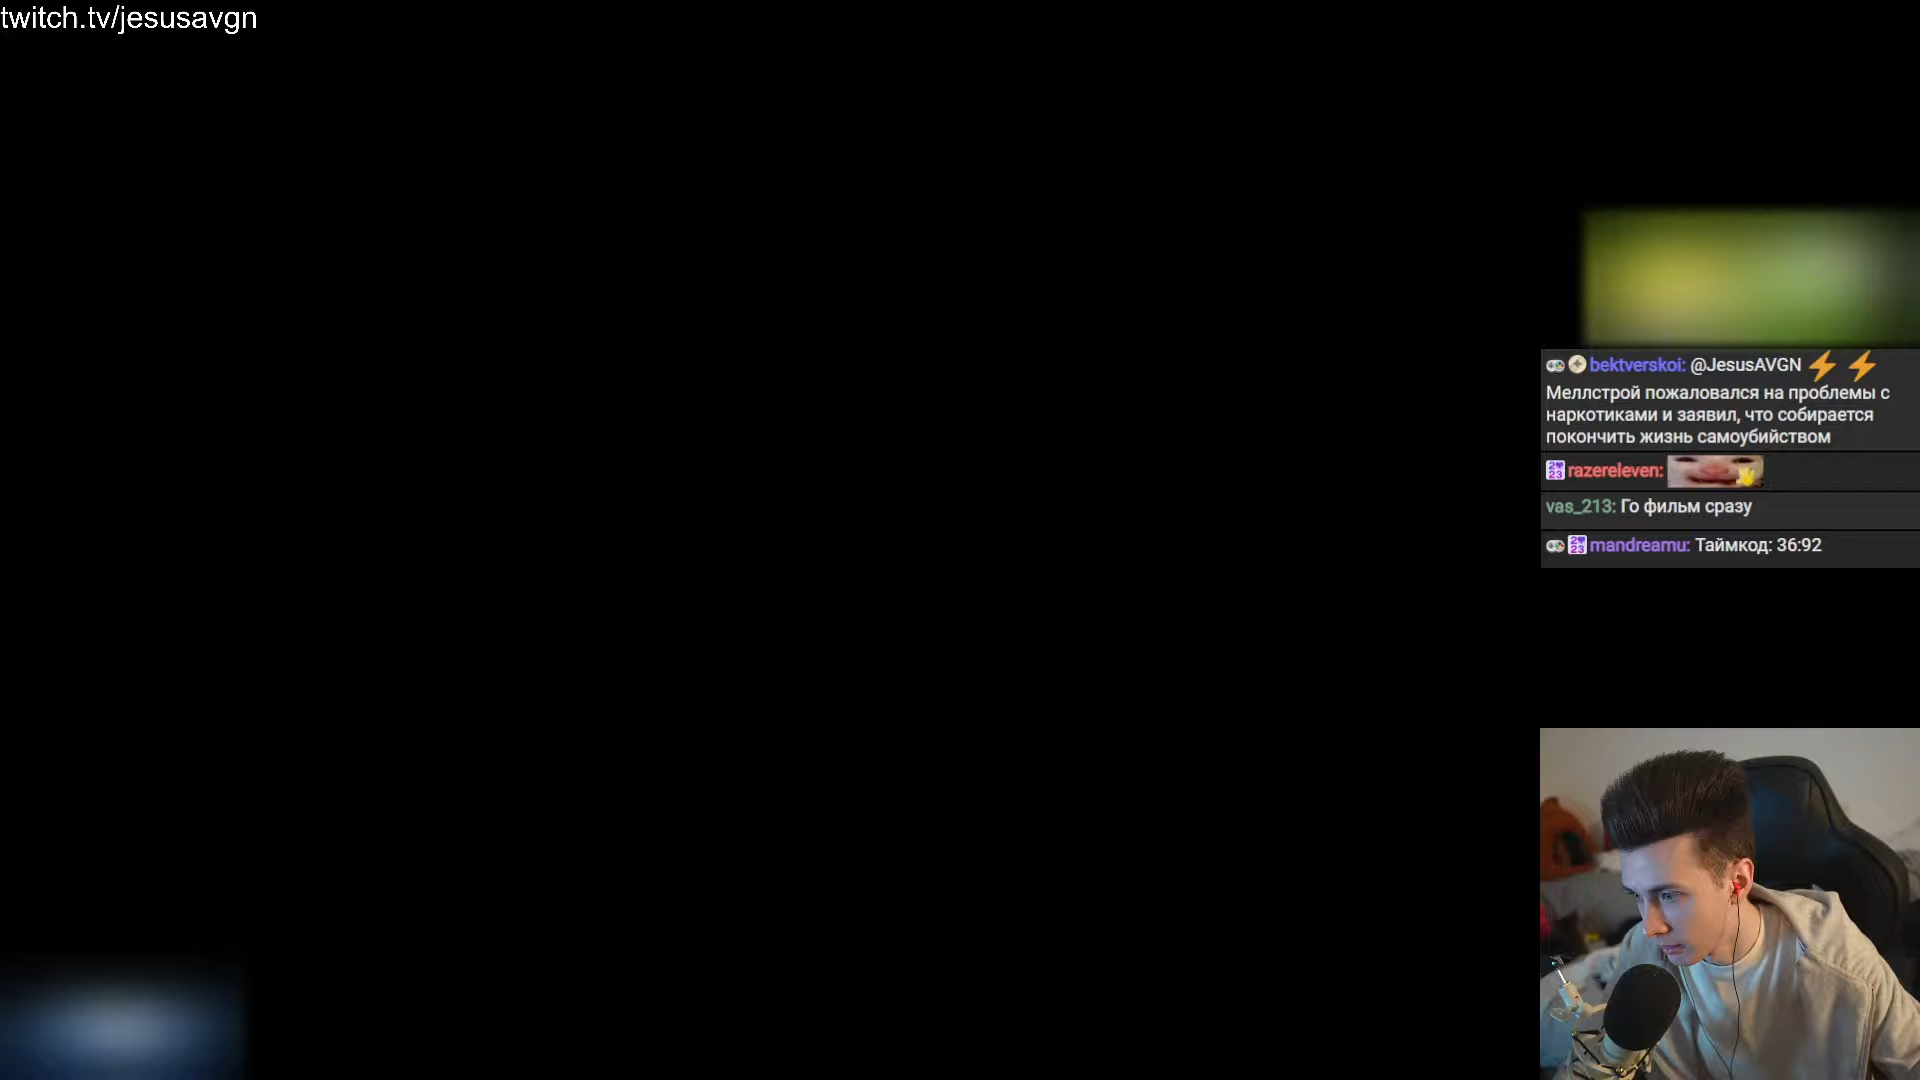 twitch.tv/jesusavgn
bektverskoi: @JesusAVGN
Меллстрой пожаловался на проблемы с
наркотиками и заявил, что собирается
покончить жизнь самоубийством
razereleven:
vas_213: Го фильм сразу
mandreamu: Таймкод: 36:92